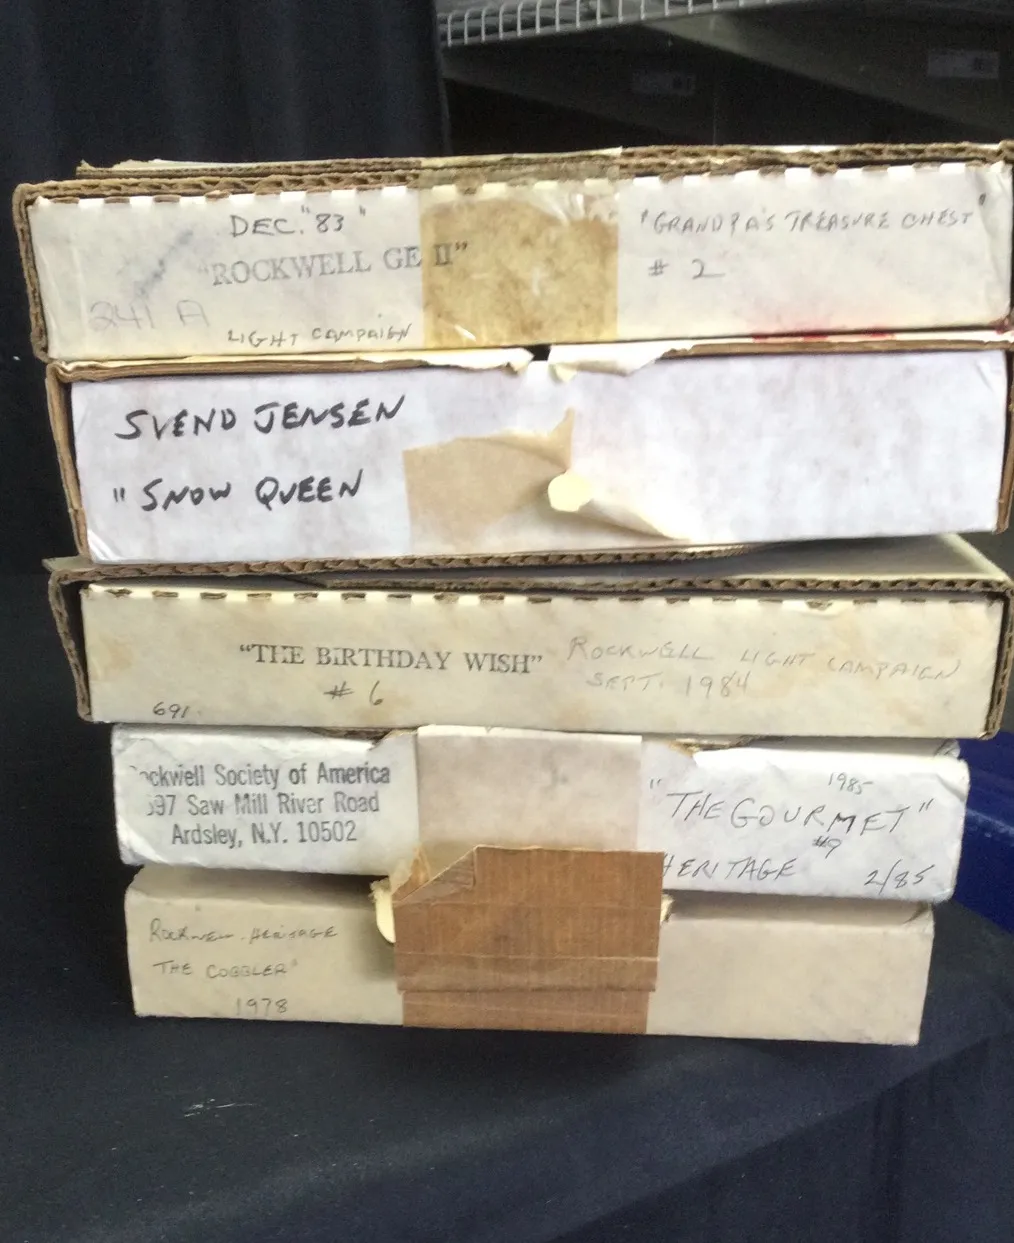 DEC. "83"
"ROCKWELL GE II"
241 A
LIGHT CAMPAIGN
"GRANDPA'S TREASURE CHEST"
# 2
SVEND JENSEN
"SNOW QUEEN
"THE BIRTHDAY WISH"
# 6
691
ROCKWELL LIGHT CAMPAIGN
SEPT. 1984
ockwell Society of America
597 Saw Mill River Road
Ardsley, N.Y. 10502
1985
"THE GOURMET"
#9
HERITAGE 2/85
ROCKWELL HERITAGE
THE COBBLER"
1978